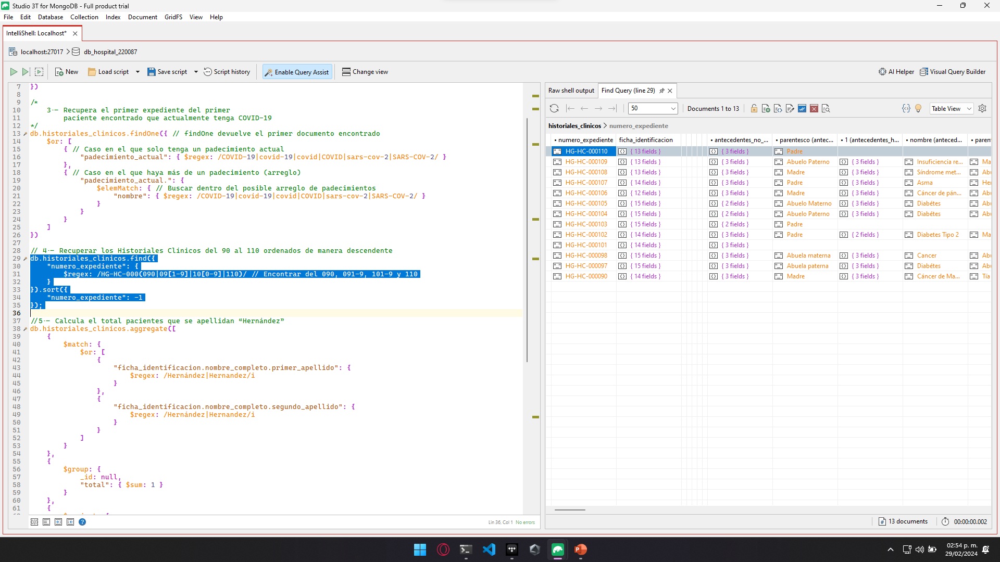 Studio 3T for MongoDB - Full product trial
File Edit Database Collection Index Document GridFS View Help
IntelliShell: Localhost*
localhost:27017 db_hospital_220087
New Load script Save script Script history Enable Query Assist Change view AI Helper Visual Query Builder
7 })
8
9 /*
10 3.— Recupera el primer expediente del primer
11 paciente encontrado que actualmente tenga COVID-19
12 */
13 db.historiales_clinicos.findOne({ // findOne devuelve el primer documento encontrado
14 $or: [
15 { // Caso en el que solo tenga un padecimiento actual
16 "padecimiento_actual": { $regex: /COVID-19|covid-19|covid|COVID|sars-cov-2|SARS-COV-2/ }
17 },
18 { // Caso en el que haya más de un padecimiento (arreglo)
19 "padecimiento_actual.": {
20 $elemMatch: { // Buscar dentro del posible arreglo de padecimientos
21 "nombre": { $regex: /COVID-19|covid-19|covid|COVID|sars-cov-2|SARS-COV-2/ }
22 }
23 }
24 }
25 ]
26 })
27
28 // 4.— Recuperar los Historiales Clinicos del 90 al 110 ordenados de manera descendente
29 db.historiales_clinicos.find({
30 "numero_expediente": {
31 $regex: /HG-HC-000(090|09[1-9]|10[0-9]|110)/ // Encontrar del 090, 091-9, 101-9 y 110
32 }
33 }).sort({
34 "numero_expediente": -1
35 });
36
37 //5.— Calcula el total pacientes que se apellidan “Hernández”
38 db.historiales_clinicos.aggregate([
39 {
40 $match: {
41 $or: [
42 {
43 "ficha_identificacion.nombre_completo.primer_apellido": {
44 $regex: /Hernández|Hernandez/i
45 }
46 },
47 {
48 "ficha_identificacion.nombre_completo.segundo_apellido": {
49 $regex: /Hernández|Hernandez/i
50 }
51 }
52 ]
53 }
54 },
55 {
56 $group: {
57 _id: null,
58 "total": { $sum: 1 }
59 }
60 },
61 {
Lin 36, Col 1 No errors
Raw shell output Find Query (line 29)
50 Documents 1 to 13 Table View
historiales_clinicos numero_expediente
numero_expediente ficha_identificacion antecedentes_no_... parentesco (antec... 1 (antecedentes_h... nombre (anteced... paren
HG-HC-000110 { 13 fields } { 3 fields } Padre
HG-HC-000109 { 13 fields } { 3 fields } Abuelo Paterno { 3 fields } Insuficiencia re... Ma
HG-HC-000108 { 13 fields } { 3 fields } Madre { 3 fields } Síndrome met... Abu
HG-HC-000107 { 14 fields } { 3 fields } Padre { 3 fields } Asma Her
HG-HC-000106 { 12 fields } { 3 fields } Madre { 3 fields } Cáncer de pán... Abu
HG-HC-000105 { 15 fields } { 2 fields } Abuelo Materno { 3 fields } Diabétes Abu
HG-HC-000104 { 15 fields } { 2 fields } Abuelo Paterno { 3 fields } Diabétes Abu
HG-HC-000103 { 15 fields } { 2 fields } Padre
HG-HC-000102 { 14 fields } { 3 fields } Padre { 2 fields } Diabetes Tipo 2 Ma
HG-HC-000101 { 14 fields } { 3 fields }
HG-HC-000098 { 15 fields } { 3 fields } Abuela materna { 3 fields } Cancer Abu
HG-HC-000097 { 15 fields } { 3 fields } Abuela paterna { 3 fields } Diabétes Abu
HG-HC-000090 { 14 fields } { 3 fields } Madre { 3 fields } Cáncer de Ma... Tía
13 documents 00:00:00.002
02:54 p. m.
29/02/2024